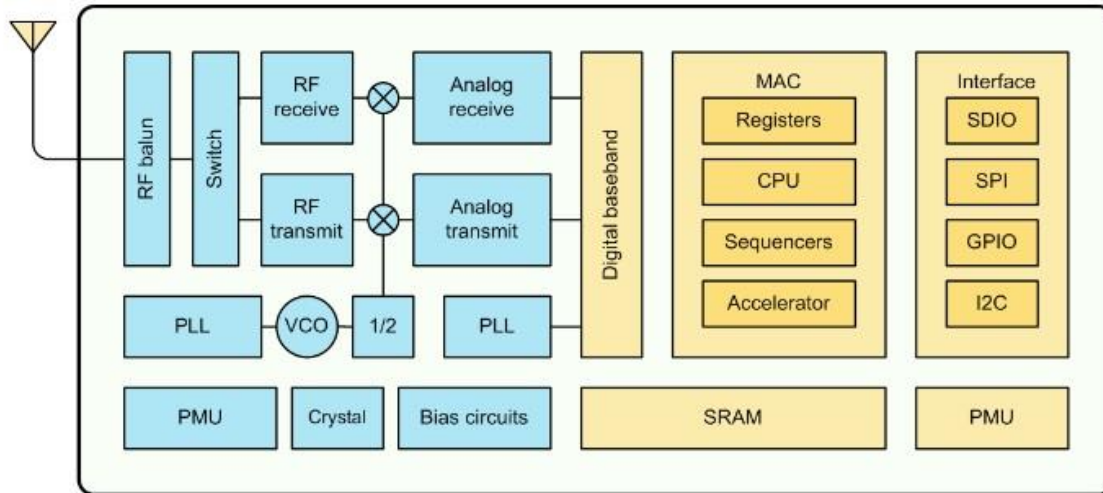 RF balun
Switch
RF
receive
Analog
receive
RF
transmit
Analog
transmit
PLL
VCO
1/2
PLL
Digital baseband
MAC
Registers
CPU
Sequencers
Accelerator
Interface
SDIO
SPI
GPIO
I2C
PMU
Crystal
Bias circuits
SRAM
PMU